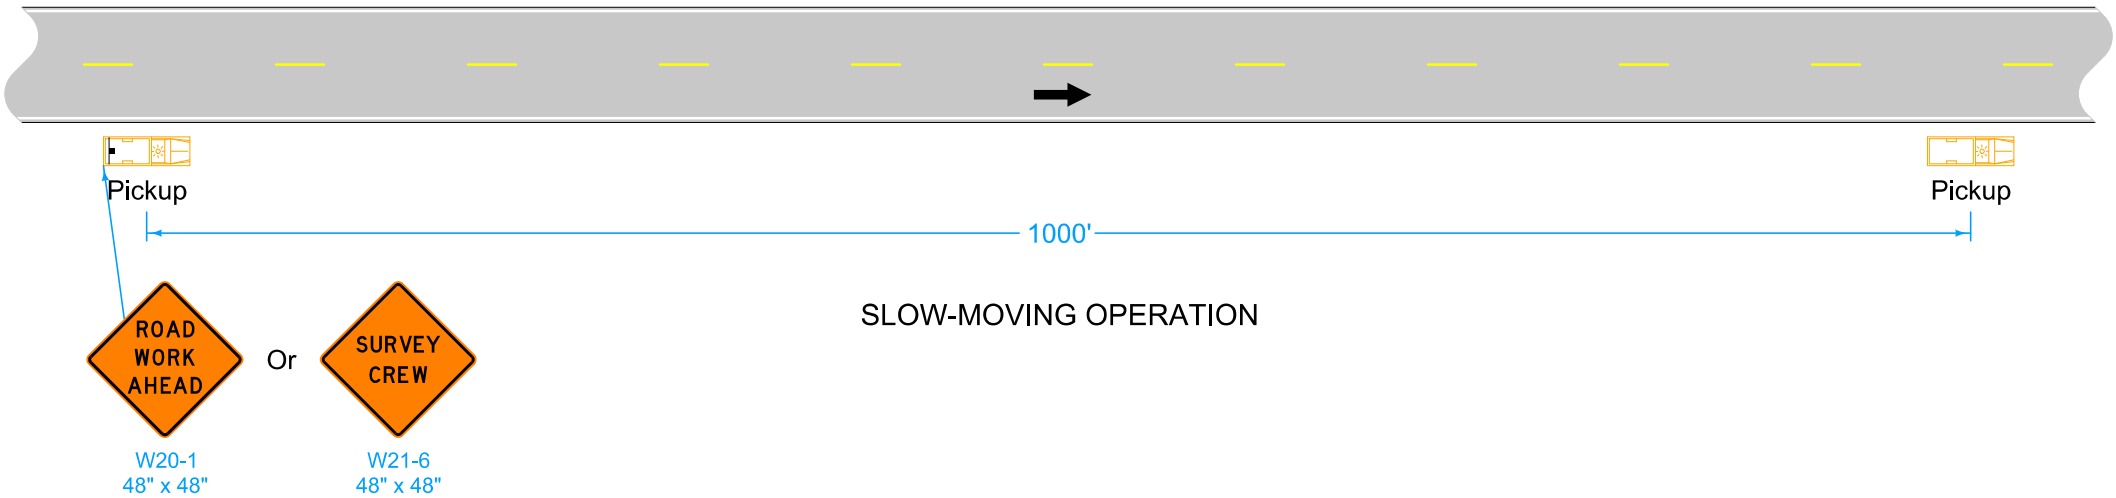 Pickup
Pickup
1000'
SLOW-MOVING OPERATION
ROAD
WORK
AHEAD
Or
SURVEY
CREW
W20-1
48" x 48"
W21-6
48" x 48"